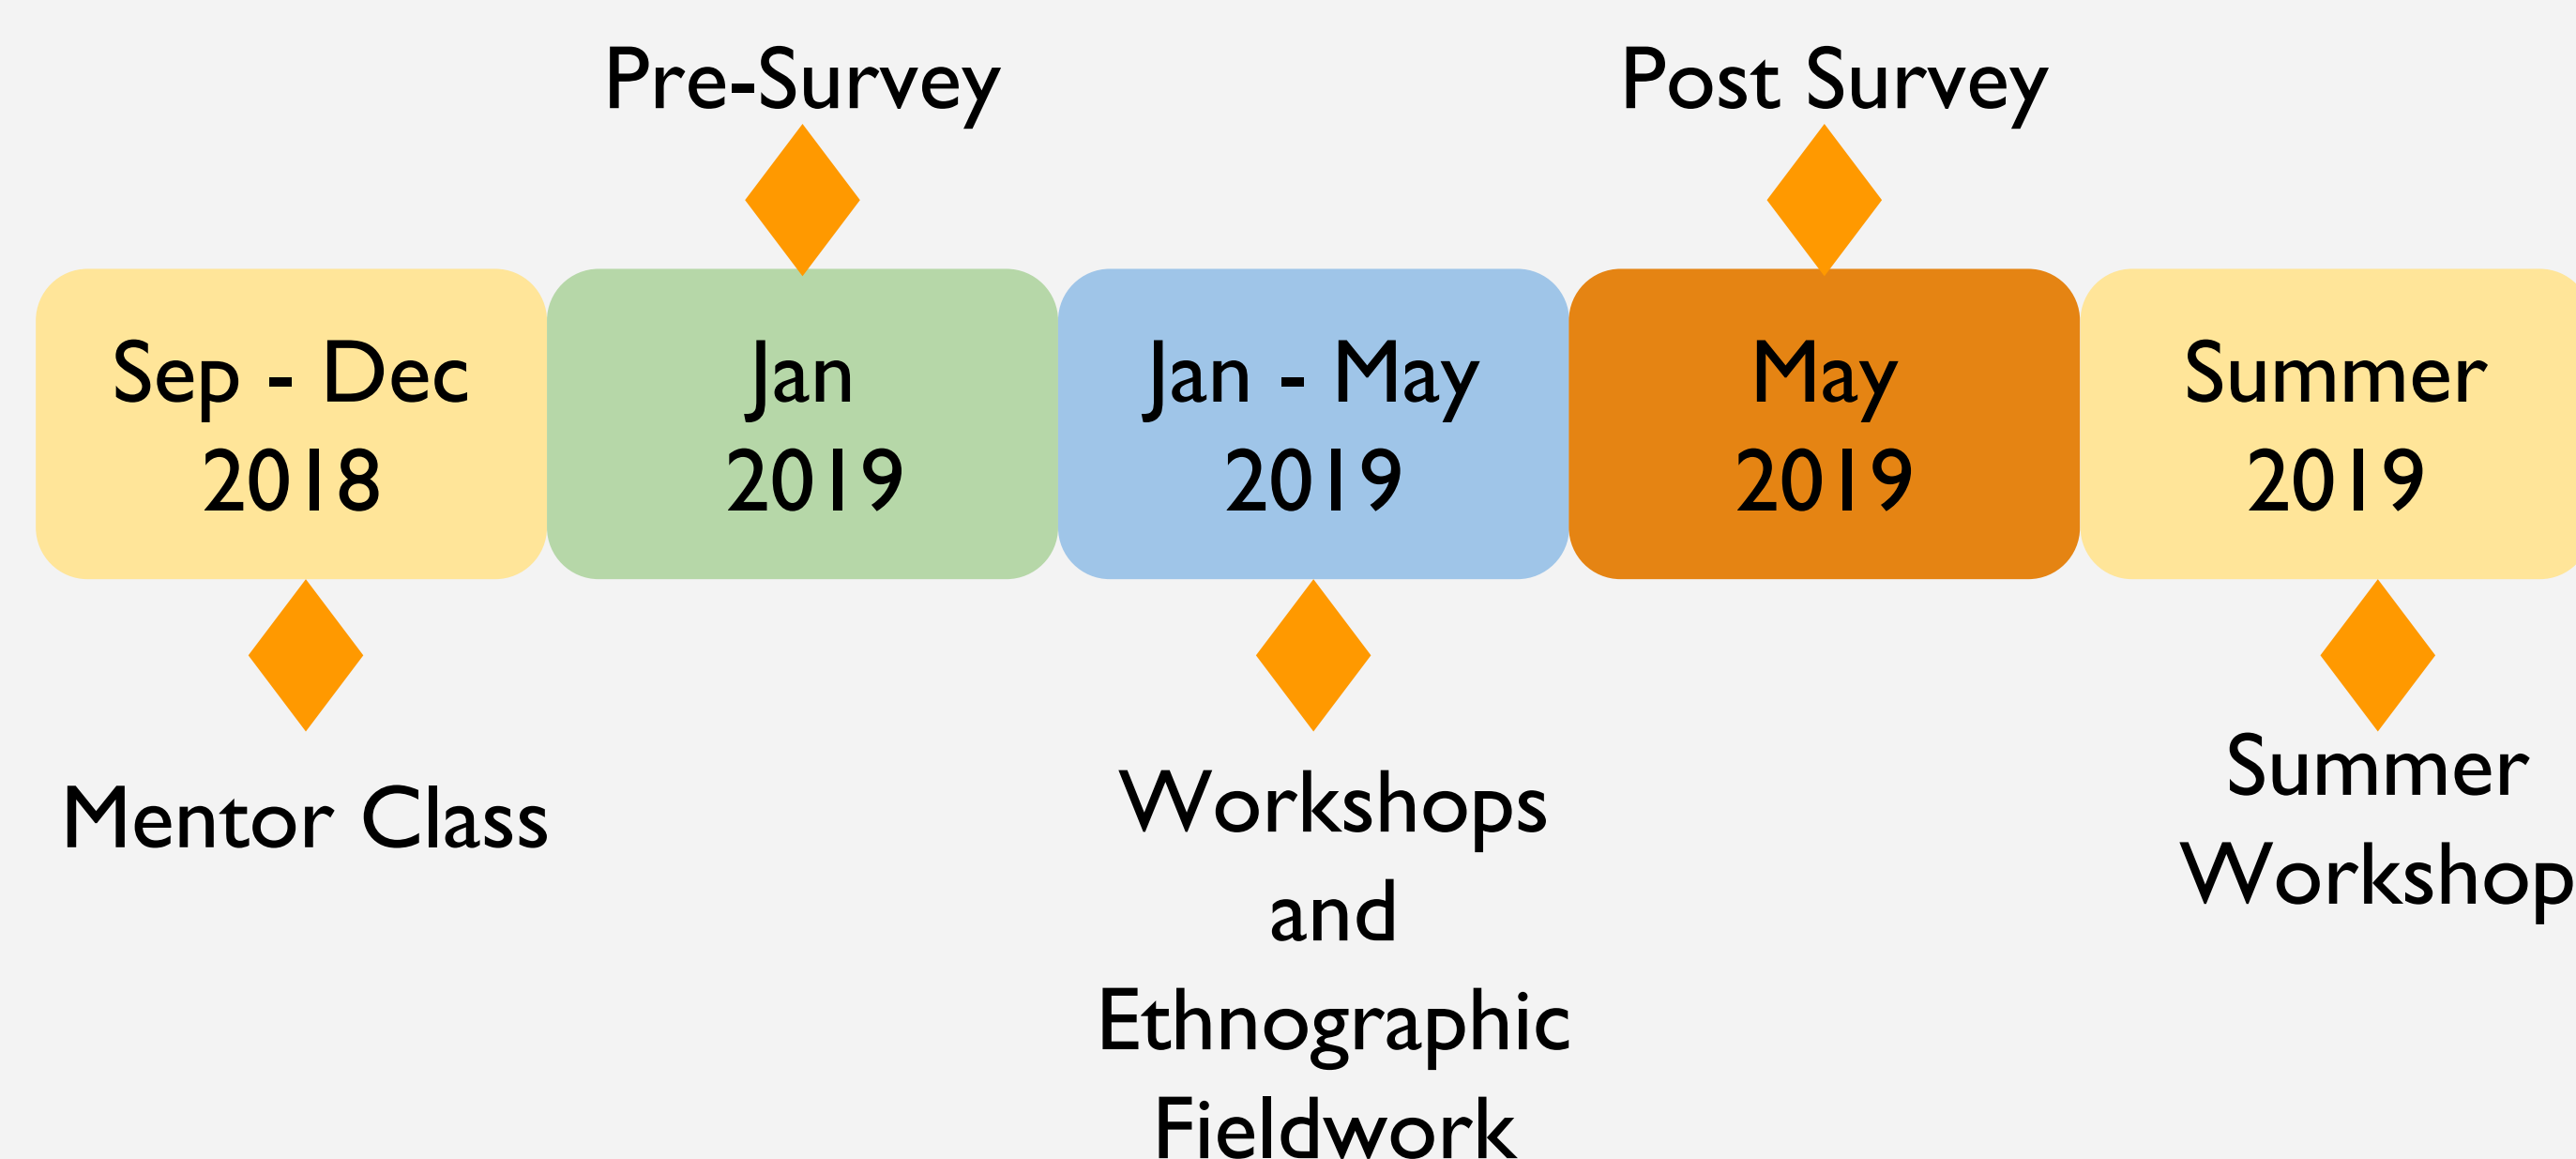 Pre-Survey
Post Survey
Sep - Dec
2018
Jan
2019
Jan - May
2019
May
2019
Summer
2019
Mentor Class
Workshops
and
Ethnographic
Fieldwork
Summer
Workshop